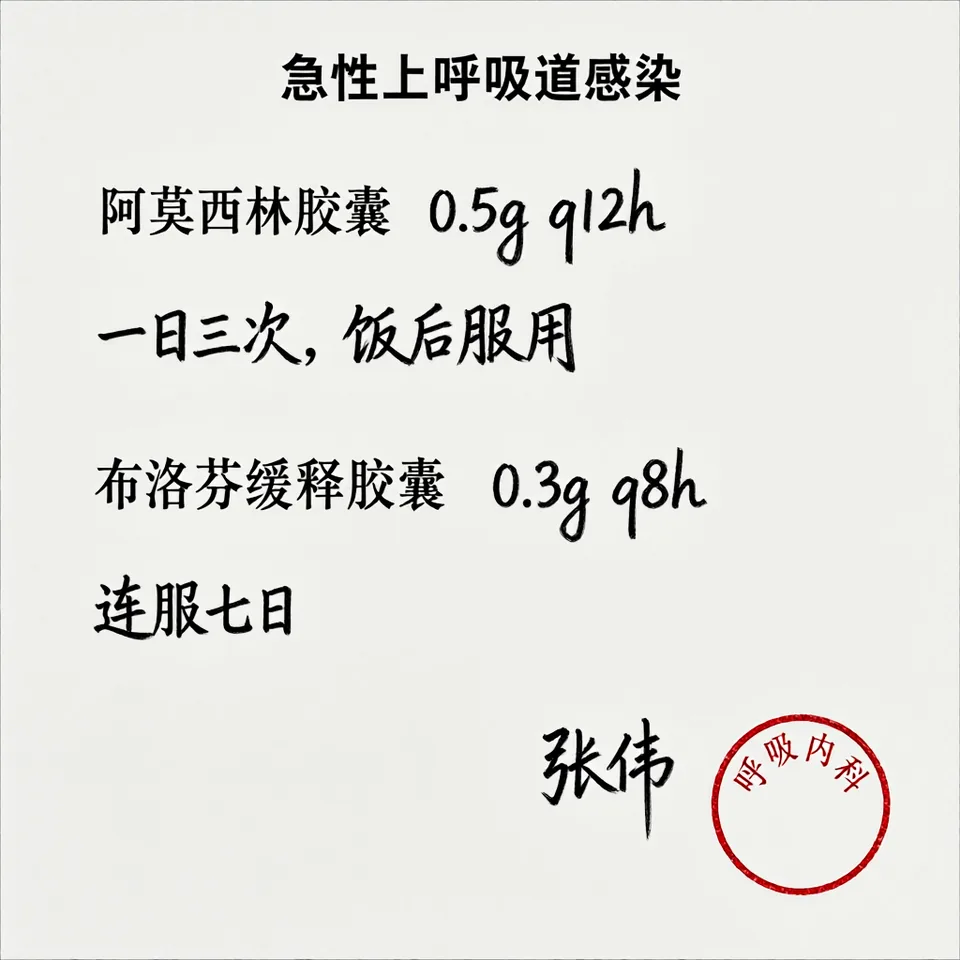 急性上呼吸道感染
阿莫西林胶囊 0.5g q12h
一日三次，饭后服用
布洛芬缓释胶囊 0.3g q8h
连服七日
张伟
呼吸内科